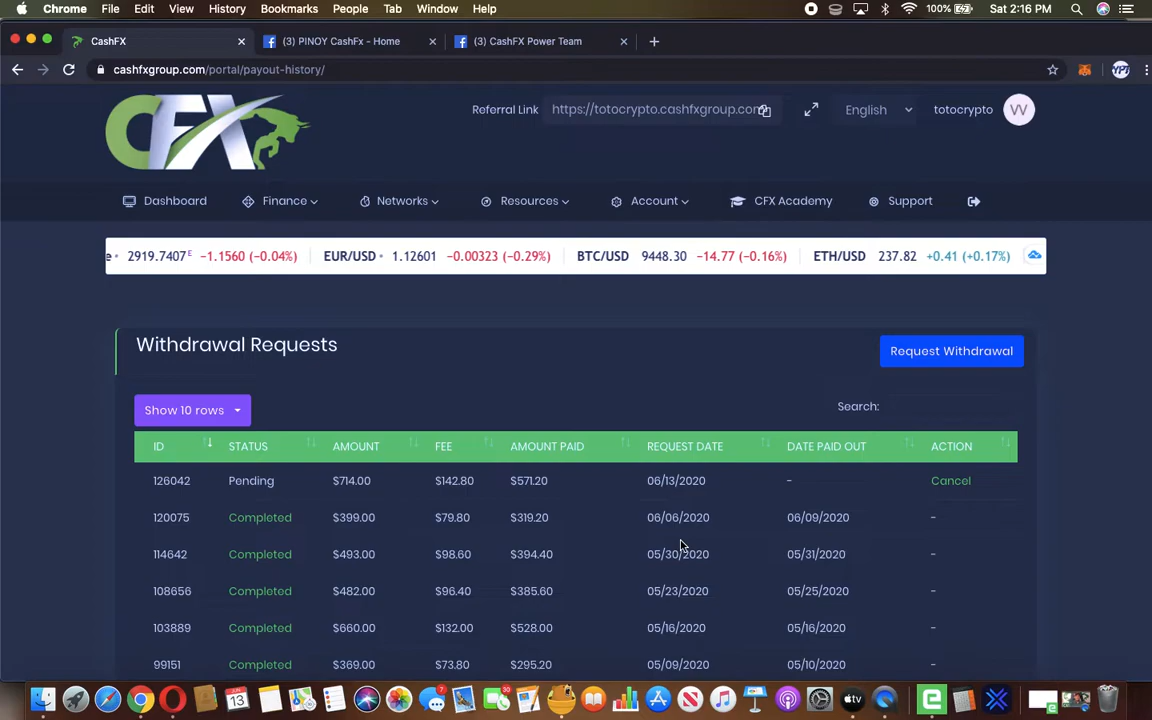 Chrome File Edit View History Bookmarks People Tab Window Help 100% Sat 2:16 PM
CashFX (3) PINOY CashFx - Home (3) CashFX Power Team
cashfxgroup.com/portal/payout-history/ YPT
CFX Referral Link https://totocrypto.cashfxgroup.com English totocrypto VV
Dashboard Finance Networks Resources Account CFX Academy Support
e 2919.7407E −1.1560 (−0.04%) EUR/USD 1.12601 −0.00323 (−0.29%) BTC/USD 9448.30 −14.77 (−0.16%) ETH/USD 237.82 +0.41 (+0.17%)
Withdrawal Requests Request Withdrawal
Show 10 rows Search:
ID STATUS AMOUNT FEE AMOUNT PAID REQUEST DATE DATE PAID OUT ACTION
126042 Pending $714.00 $142.80 $571.20 06/13/2020 - Cancel
120075 Completed $399.00 $79.80 $319.20 06/06/2020 06/09/2020 -
114642 Completed $493.00 $98.60 $394.40 05/30/2020 05/31/2020 -
108656 Completed $482.00 $96.40 $385.60 05/23/2020 05/25/2020 -
103889 Completed $660.00 $132.00 $528.00 05/16/2020 05/16/2020 -
99151 Completed $369.00 $73.80 $295.20 05/09/2020 05/10/2020 -
JUN 13 7 30 tv